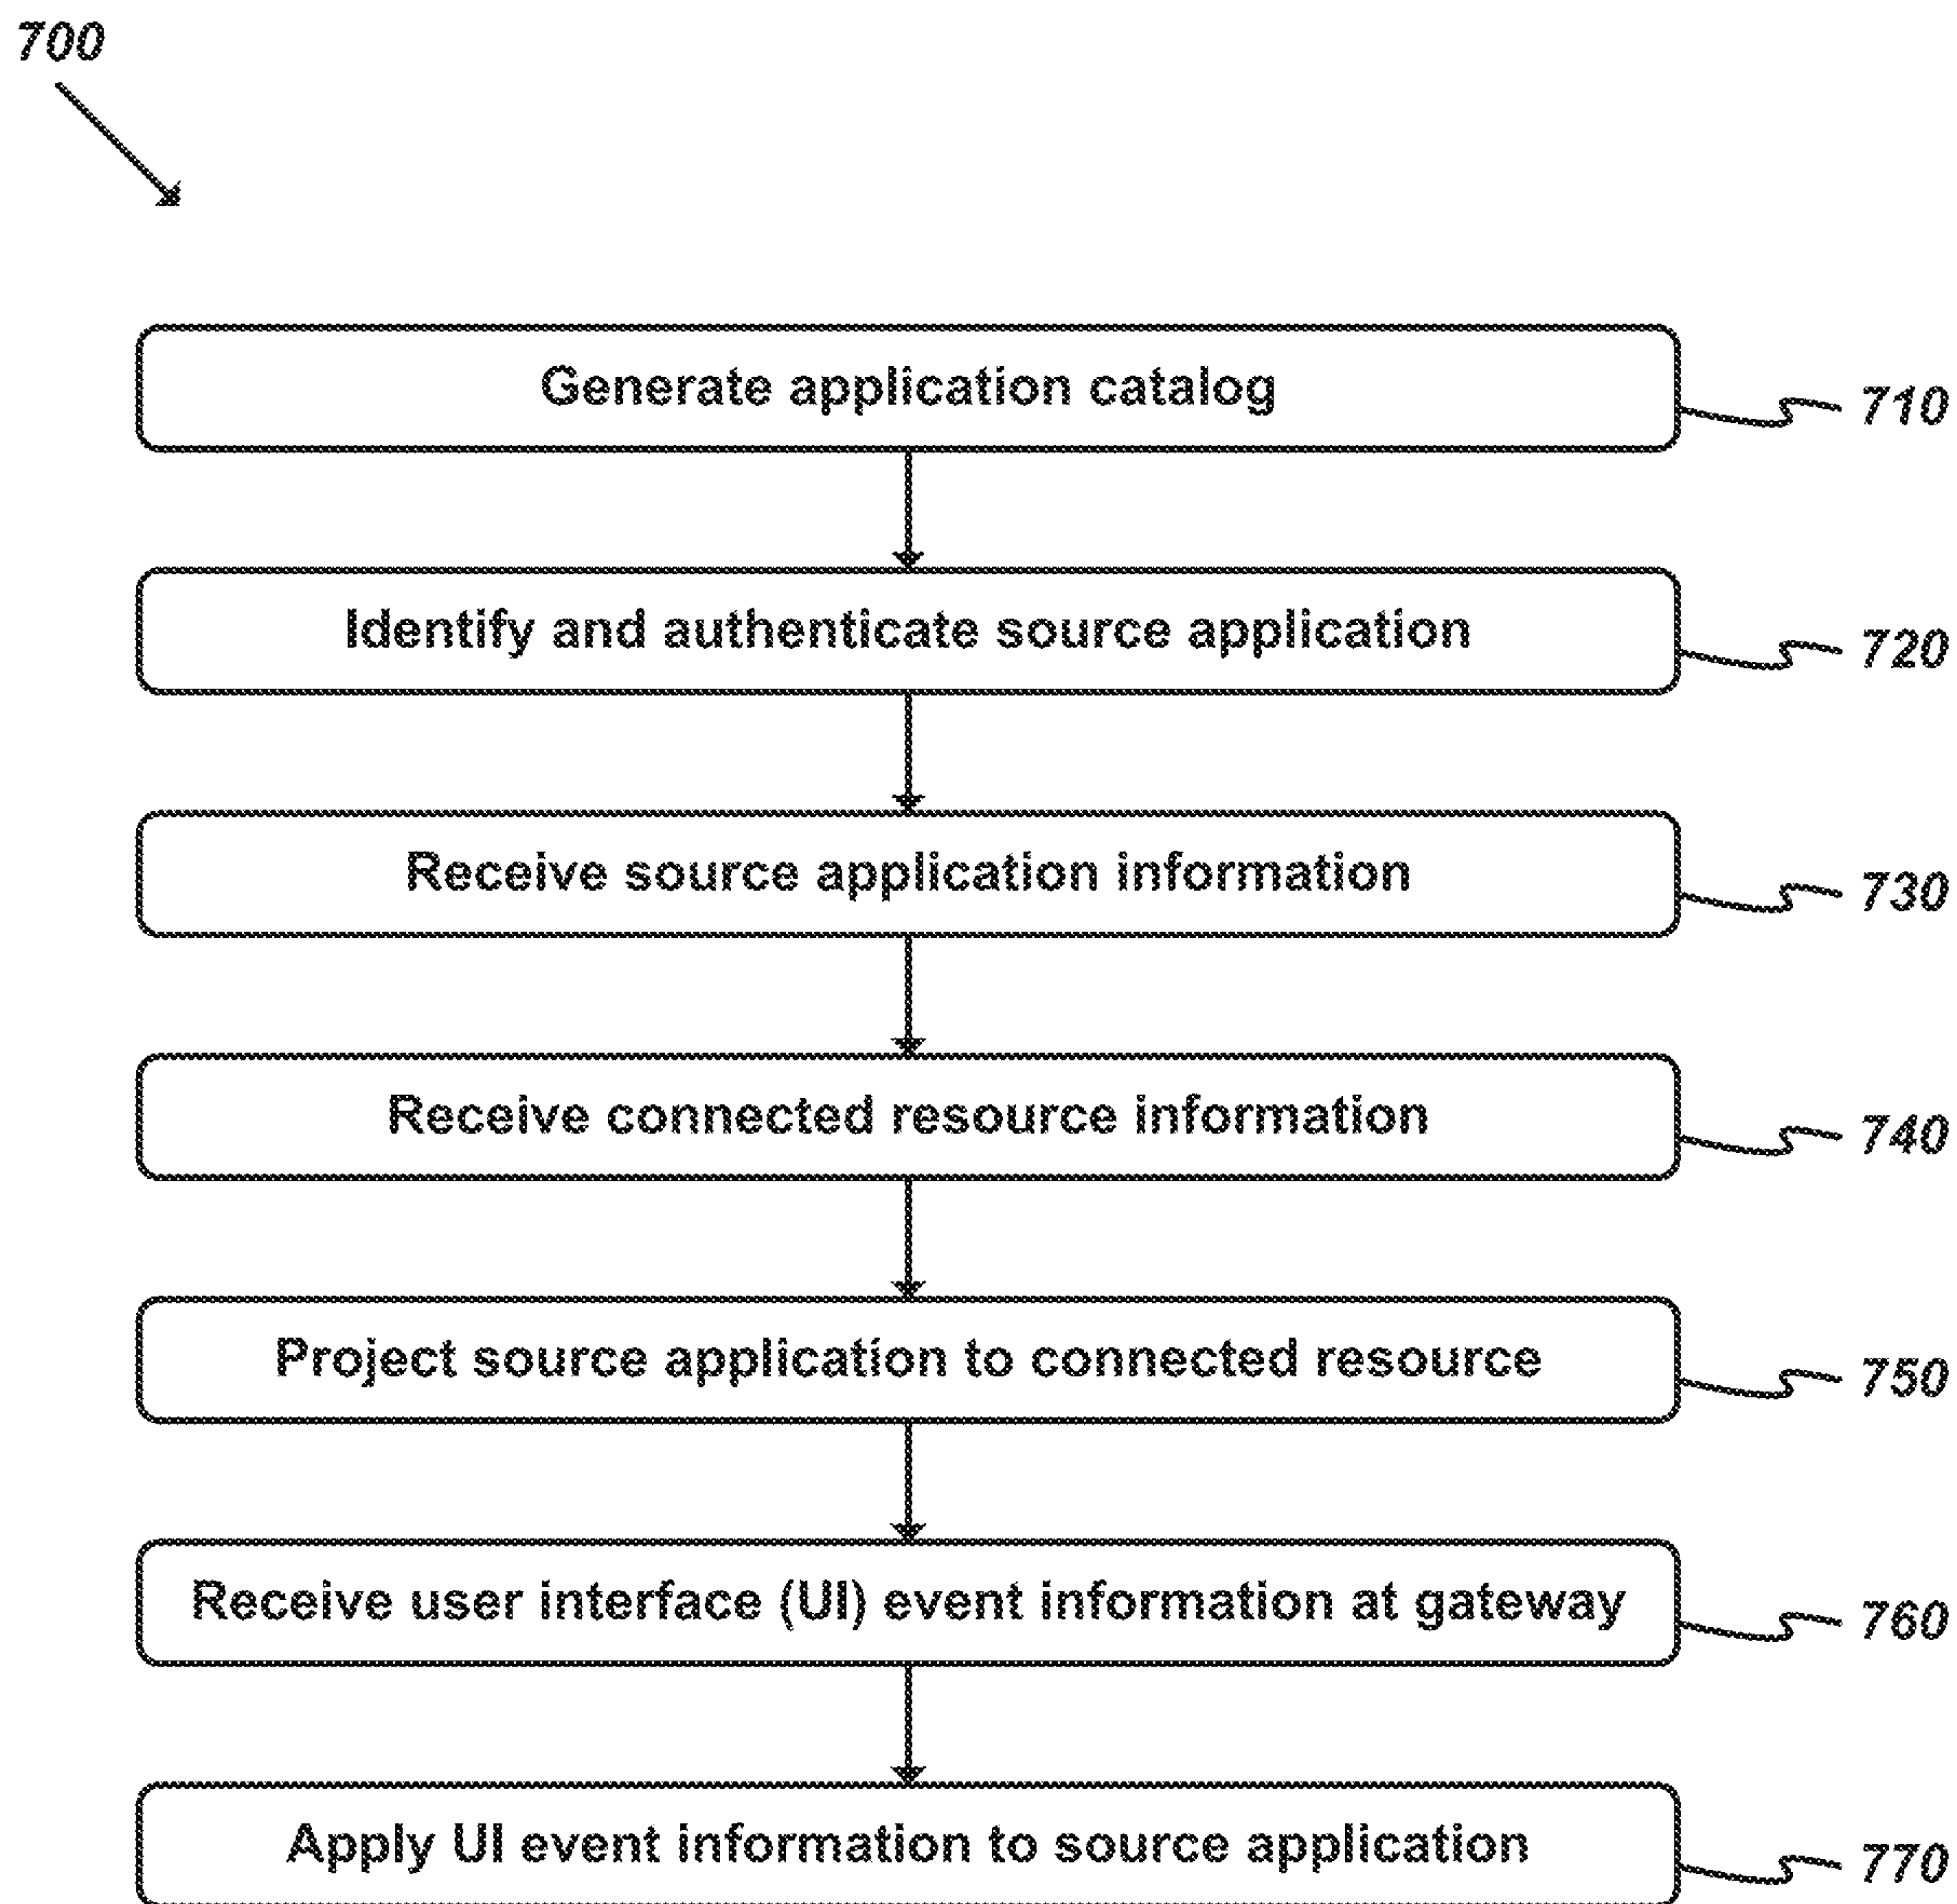 700
Generate application catalog
710
Identify and authenticate source application
720
Receive source application information
730
Receive connected resource information
740
Project source application to connected resource
750
Receive user interface (UI) event information at gateway
760
Apply UI event information to source application
770